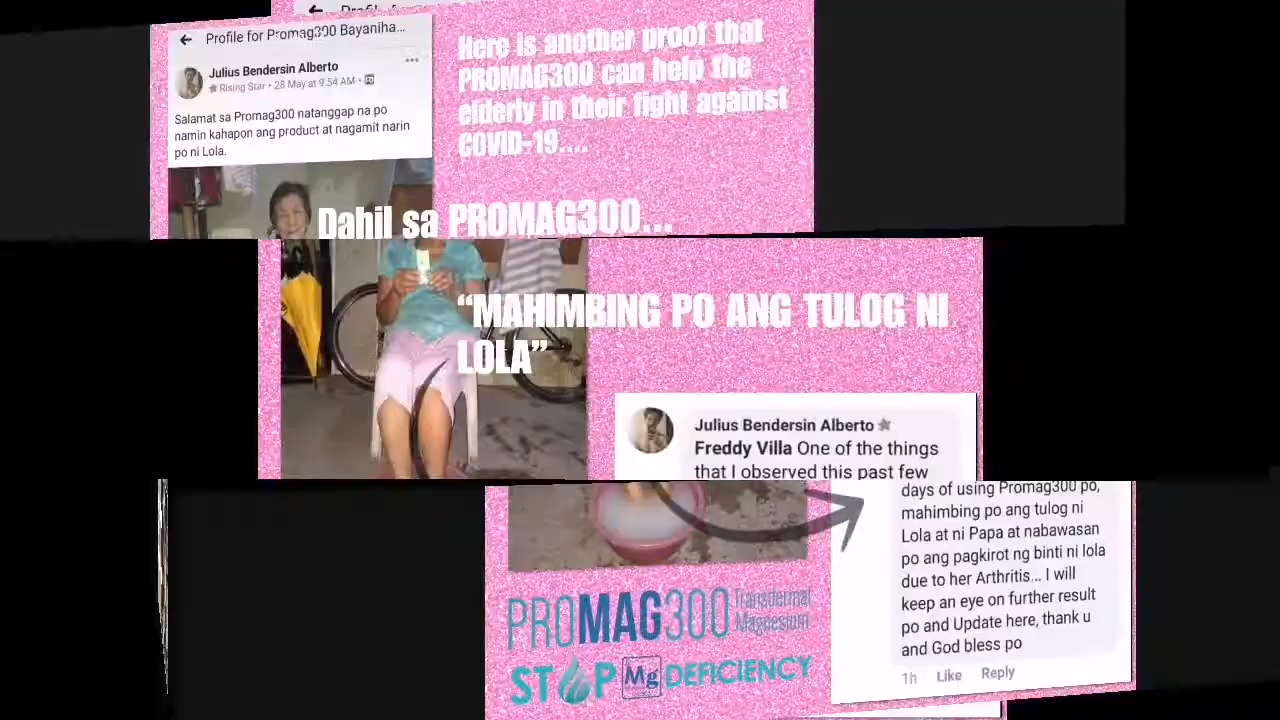 Profile for Promag300 Bayaniha...
Julius Bendersin Alberto
Rising Star • 28 May at 9:54 AM •
Salamat sa Promag300 natanggap na po
namin kahapon ang product at nagamit narin
po ni Lola.
Here is another proof that
PROMAG300 can help the
elderly in their fight against
COVID-19....
Dahil sa PROMAG300...
“MAHIMBING PO ANG TULOG NI
LOLA”
Julius Bendersin Alberto
Freddy Villa One of the things
that I observed this past few
days of using Promag300 po,
mahimbing po ang tulog ni
Lola at ni Papa at nabawasan
po ang pagkirot ng binti ni lola
due to her Arthritis... I will
keep an eye on further result
po and Update here, thank u
and God bless po
1h Like Reply
PROMAG300 Transdermal
Magnesium
STOP Mg DEFICIENCY